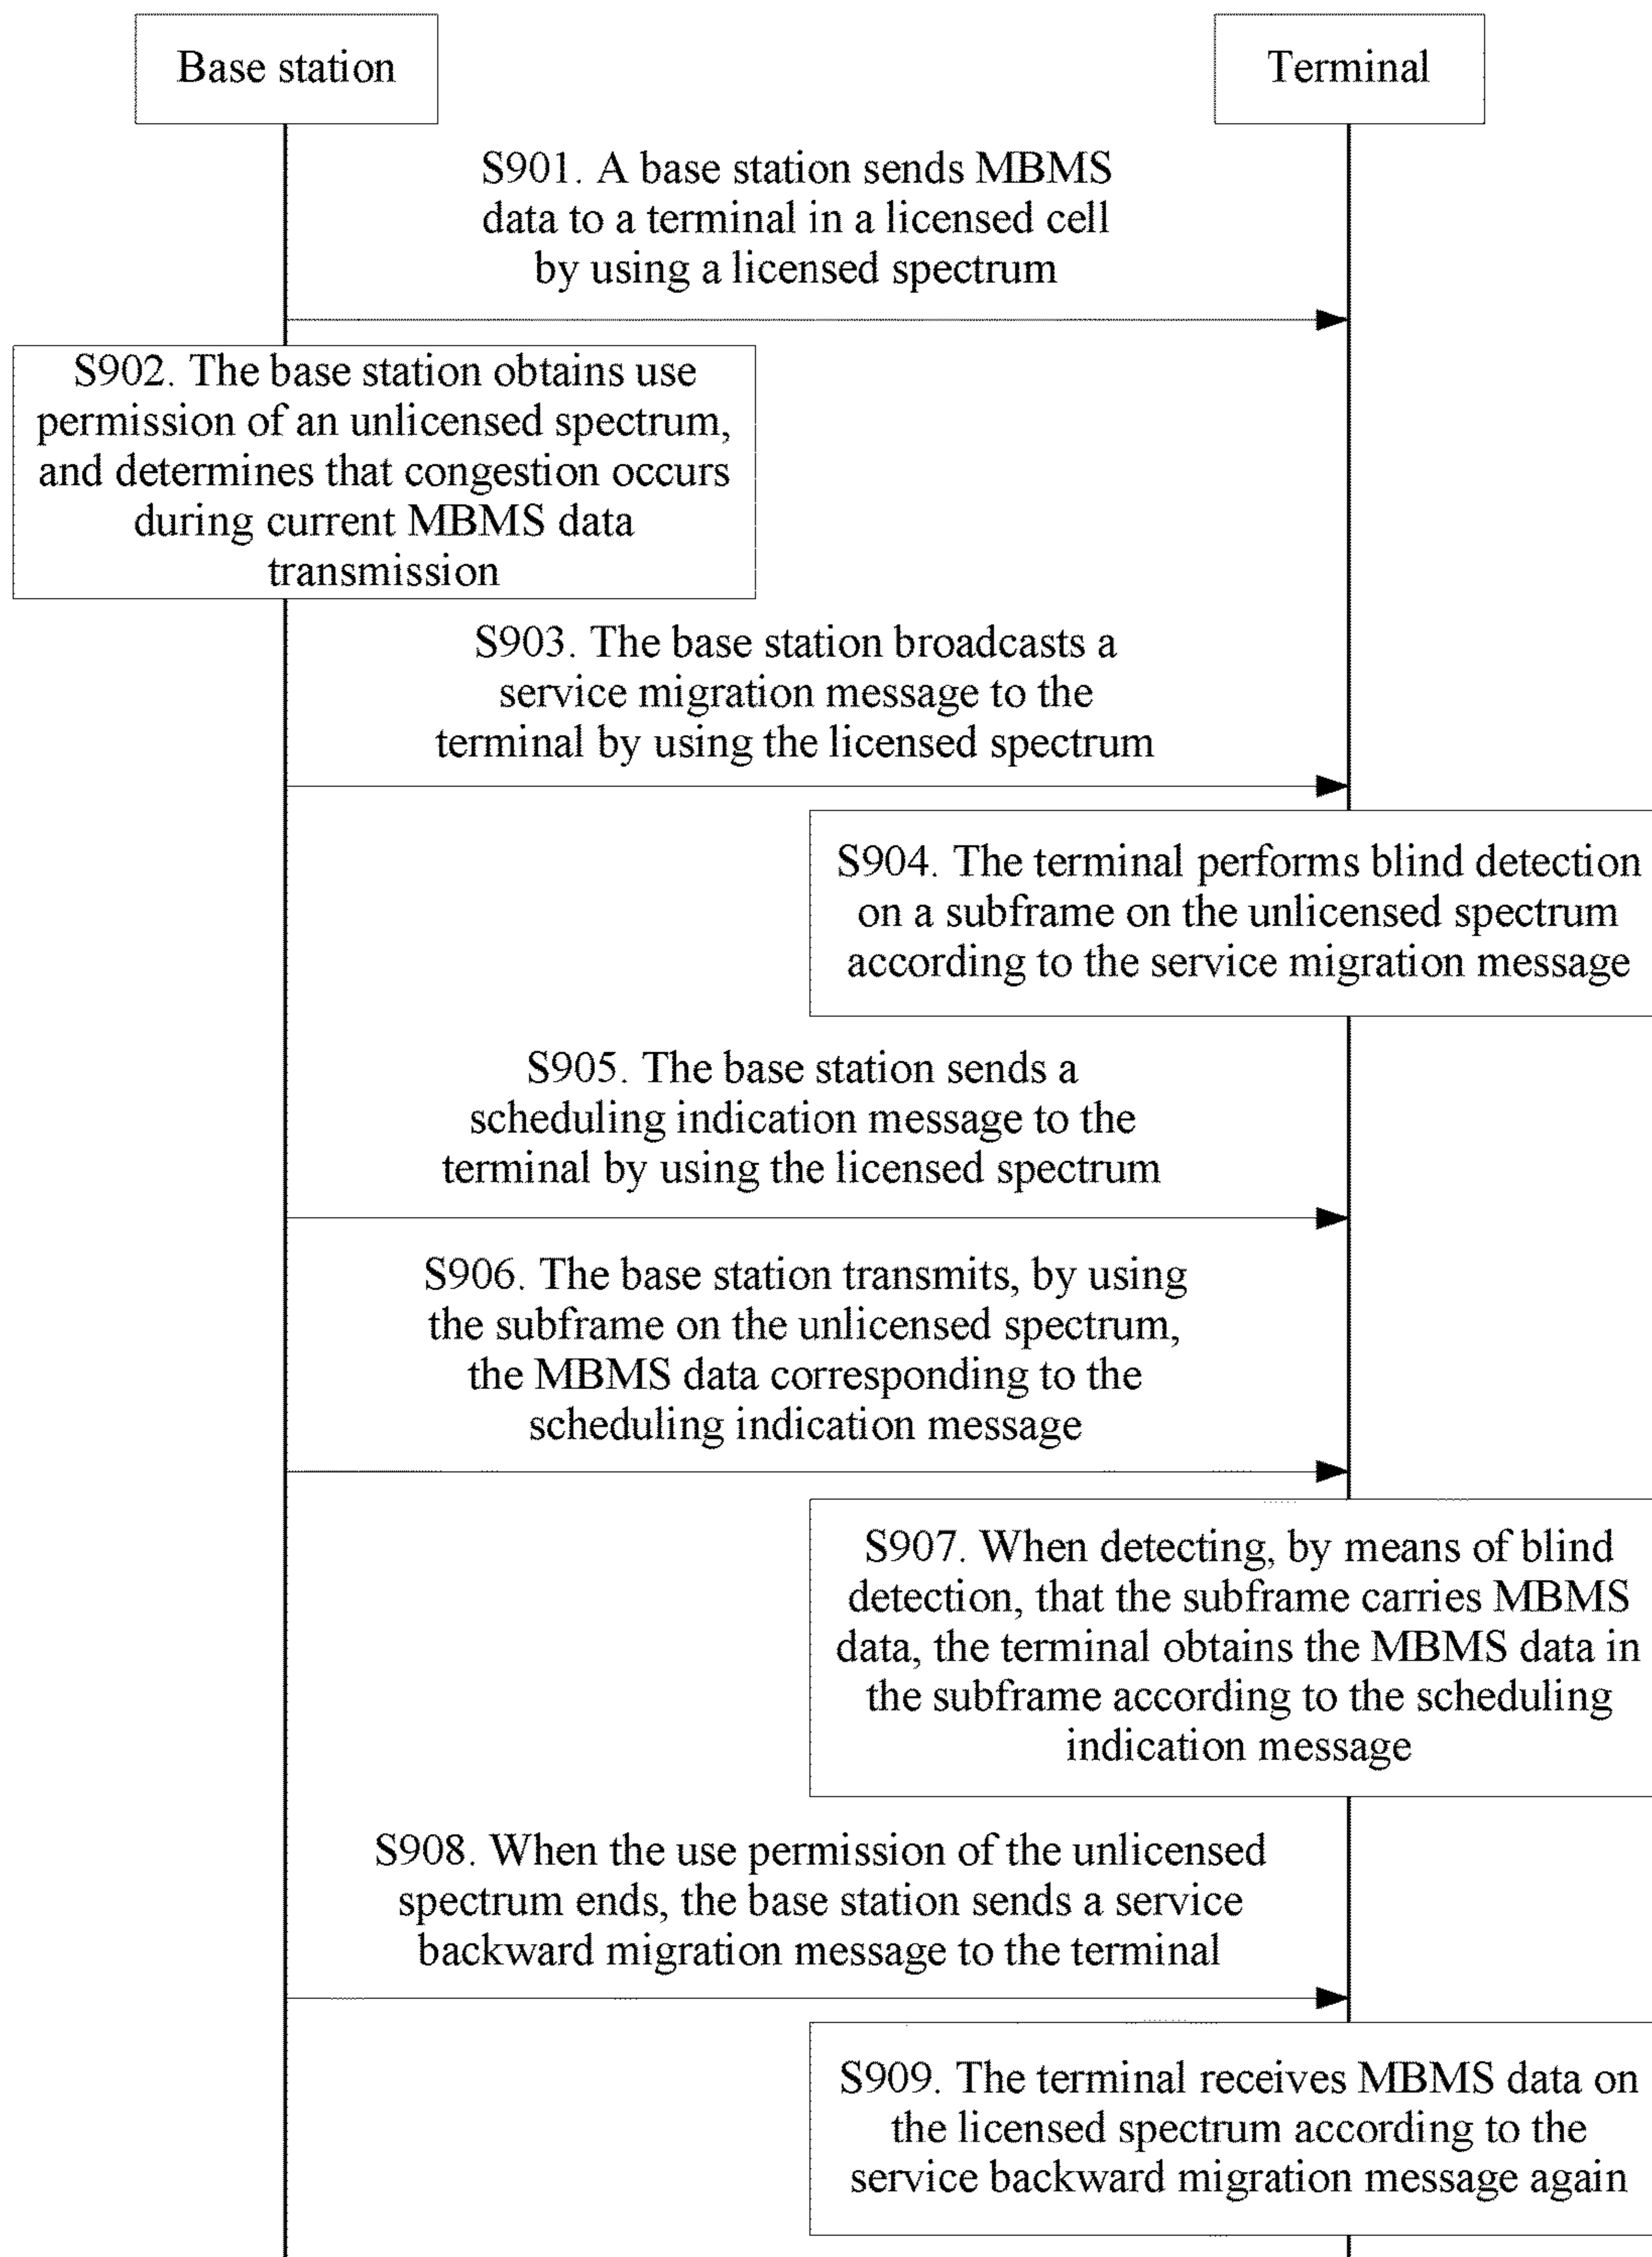 Base station
Terminal
S901. A base station sends MBMS
data to a terminal in a licensed cell
by using a licensed spectrum
S902. The base station obtains use
permission of an unlicensed spectrum,
and determines that congestion occurs
during current MBMS data
transmission
S903. The base station broadcasts a
service migration message to the
terminal by using the licensed spectrum
S904. The terminal performs blind detection
on a subframe on the unlicensed spectrum
according to the service migration message
S905. The base station sends a
scheduling indication message to the
terminal by using the licensed spectrum
S906. The base station transmits, by using
the subframe on the unlicensed spectrum,
the MBMS data corresponding to the
scheduling indication message
S907. When detecting, by means of blind
detection, that the subframe carries MBMS
data, the terminal obtains the MBMS data in
the subframe according to the scheduling
indication message
S908. When the use permission of the unlicensed
spectrum ends, the base station sends a service
backward migration message to the terminal
S909. The terminal receives MBMS data on
the licensed spectrum according to the
service backward migration message again